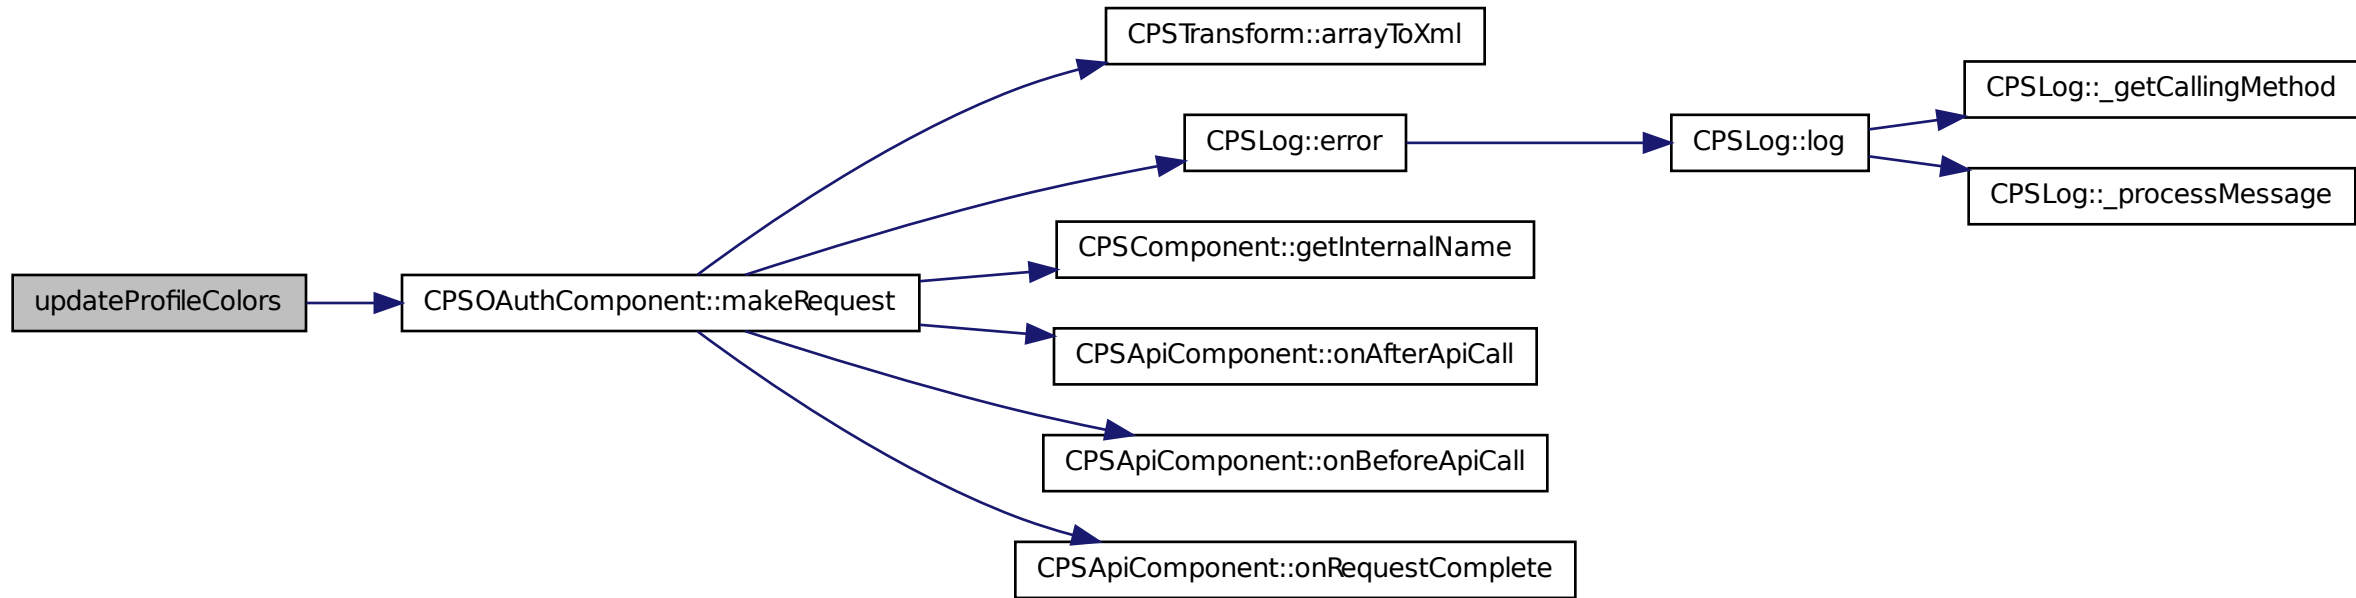 CPSTransform::arrayToXml
CPSLog::_getCallingMethod
CPSLog::error
CPSLog::log
CPSLog::_processMessage
CPSComponent::getInternalName
updateProfileColors
CPSOAuthComponent::makeRequest
CPSApiComponent::onAfterApiCall
CPSApiComponent::onBeforeApiCall
CPSApiComponent::onRequestComplete